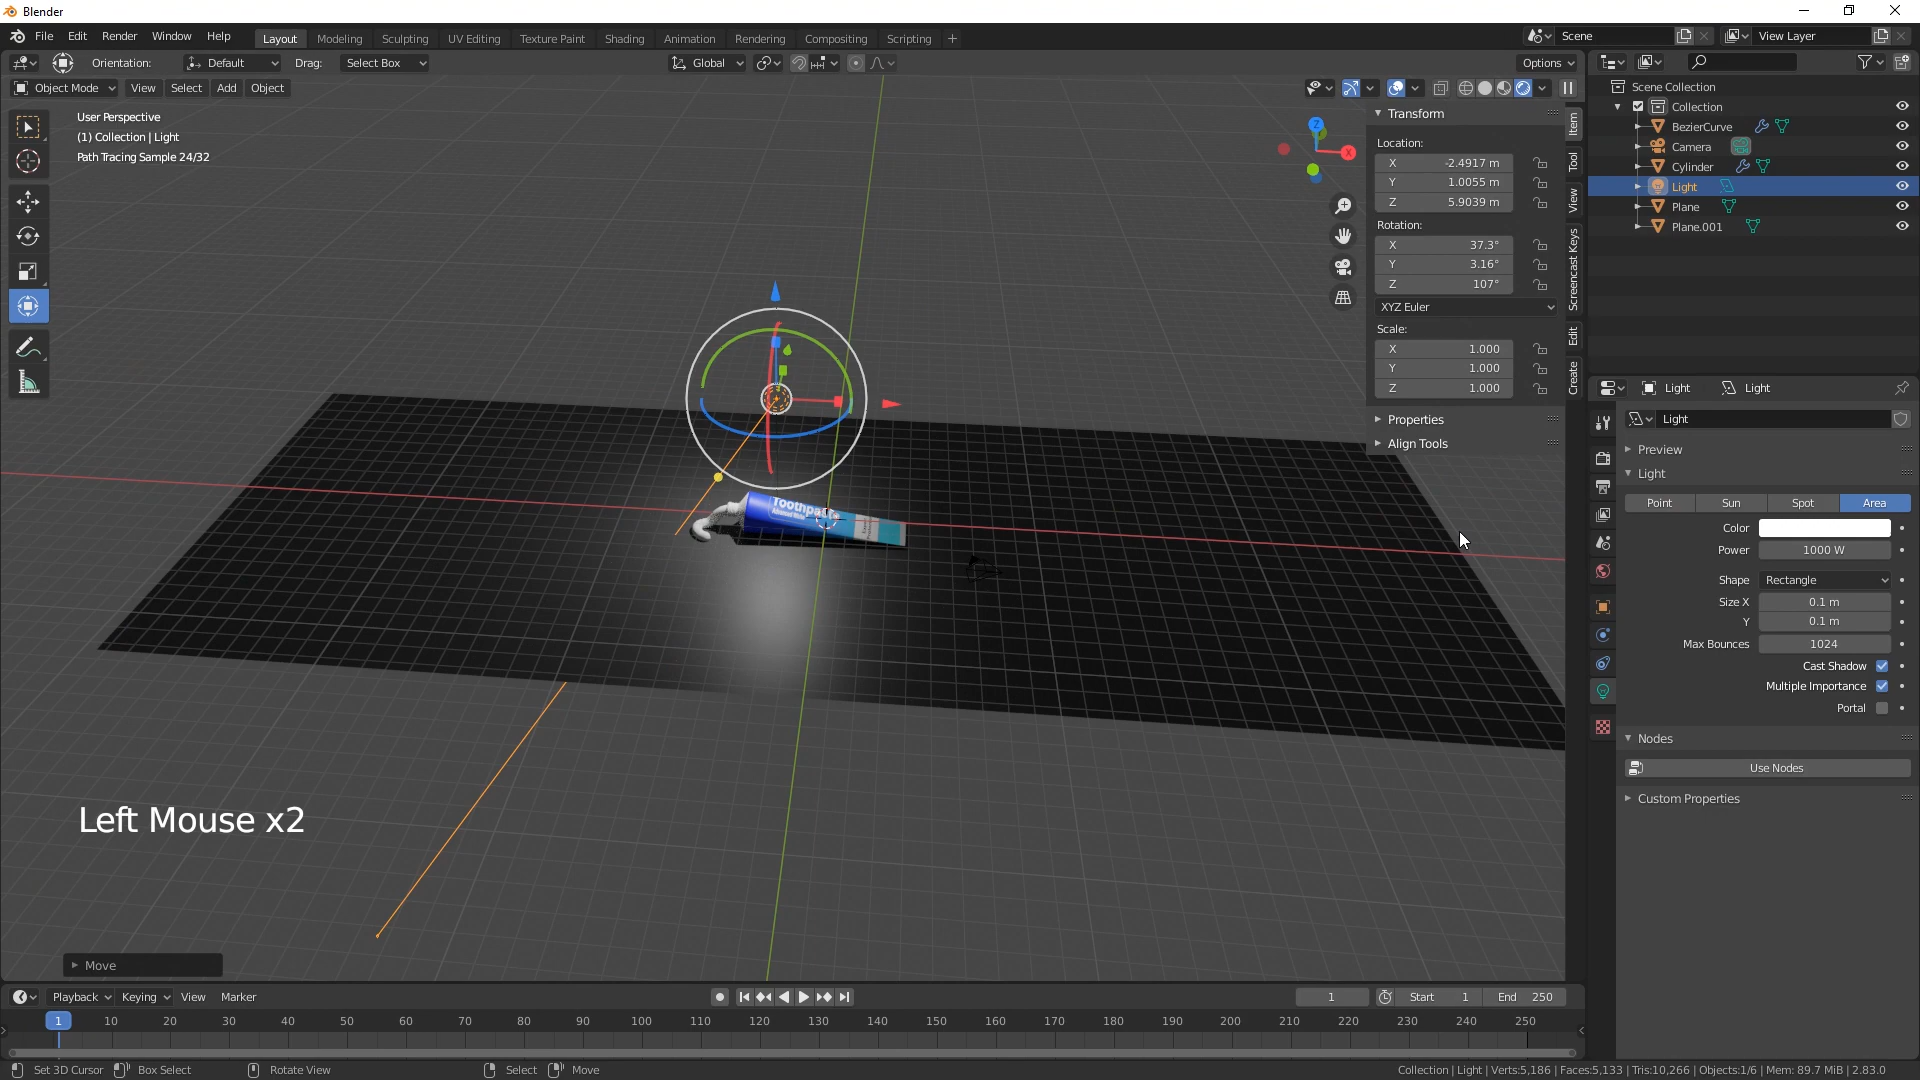 Blender
File Edit Render Window Help
Layout Modeling Sculpting UV Editing Texture Paint Shading Animation Rendering Compositing Scripting +
Scene
View Layer
Orientation: Default Drag: Select Box
Global
Options
Object Mode View Select Add Object
User Perspective
(1) Collection | Light
Path Tracing Sample 24/32
Z
X
Transform
Location:
X -2.4917 m
Y 1.0055 m
Z 5.9039 m
Rotation:
X 37.3°
Y 3.16°
Z 107°
XYZ Euler
Scale:
X 1.000
Y 1.000
Z 1.000
Properties
Align Tools
Item
Tool
View
Screencast Keys
Edit
Create
Scene Collection
Collection
BezierCurve
Camera
Cylinder
Light
Plane
Plane.001
Light Light
Light
Preview
Light
Point Sun Spot Area
Color
Power 1000 W
Shape Rectangle
Size X 0.1 m
Y 0.1 m
Max Bounces 1024
Cast Shadow
Multiple Importance
Portal
Nodes
Use Nodes
Custom Properties
Left Mouse x2
Move
Playback Keying View Marker
1 Start 1 End 250
1 10 20 30 40 50 60 70 80 90 100 110 120 130 140 150 160 170 180 190 200 210 220 230 240 250
Set 3D Cursor Box Select Rotate View Select Move
Collection | Light | Verts:5,186 | Faces:5,133 | Tris:10,266 | Objects:1/6 | Mem: 89.7 MiB | 2.83.0